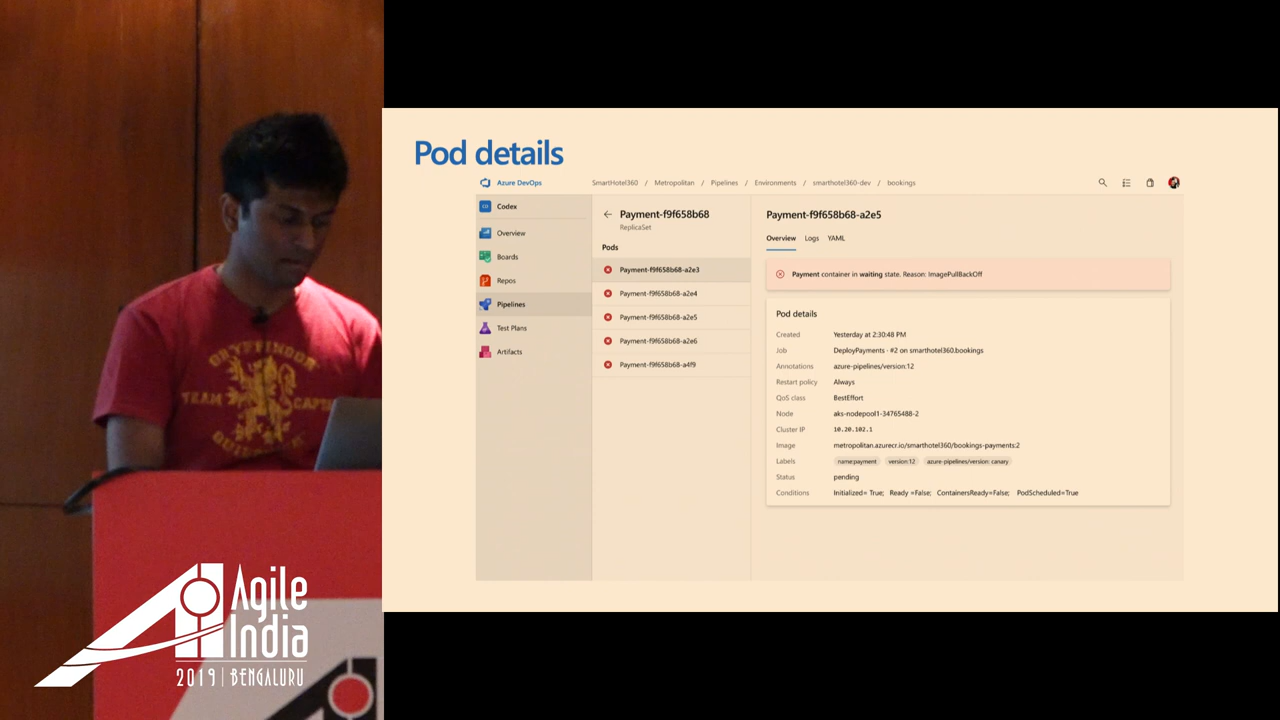 GRYFFINDOR
TEAM CAPTAIN
Agile
India
2019 | BENGALURU
Pod details
Azure DevOps
SmartHotel360 / Metropolitan / Pipelines / Environments / smarthotel360-dev / bookings
Codex
Overview
Boards
Repos
Pipelines
Test Plans
Artifacts
Payment-f9f658b68
ReplicaSet
Pods
Payment-f9f658b68-a2e3
Payment-f9f658b68-a2e4
Payment-f9f658b68-a2e5
Payment-f9f658b68-a2e6
Payment-f9f658b68-a4f9
Payment-f9f658b68-a2e5
Overview Logs YAML
Payment container in waiting state. Reason: ImagePullBackOff
Pod details
Created Yesterday at 2:30:48 PM
Job DeployPayments · #2 on smarthotel360.bookings
Annotations azure-pipelines/version:12
Restart policy Always
QoS class BestEffort
Node aks-nodepool1-34765488-2
Cluster IP 10.20.102.1
Image metropolitan.azurecr.io/smarthotel360/bookings-payments:2
Labels name:payment version:12 azure-pipelines/version: canary
Status pending
Conditions Initialized= True; Ready =False; ContainersReady=False; PodScheduled=True